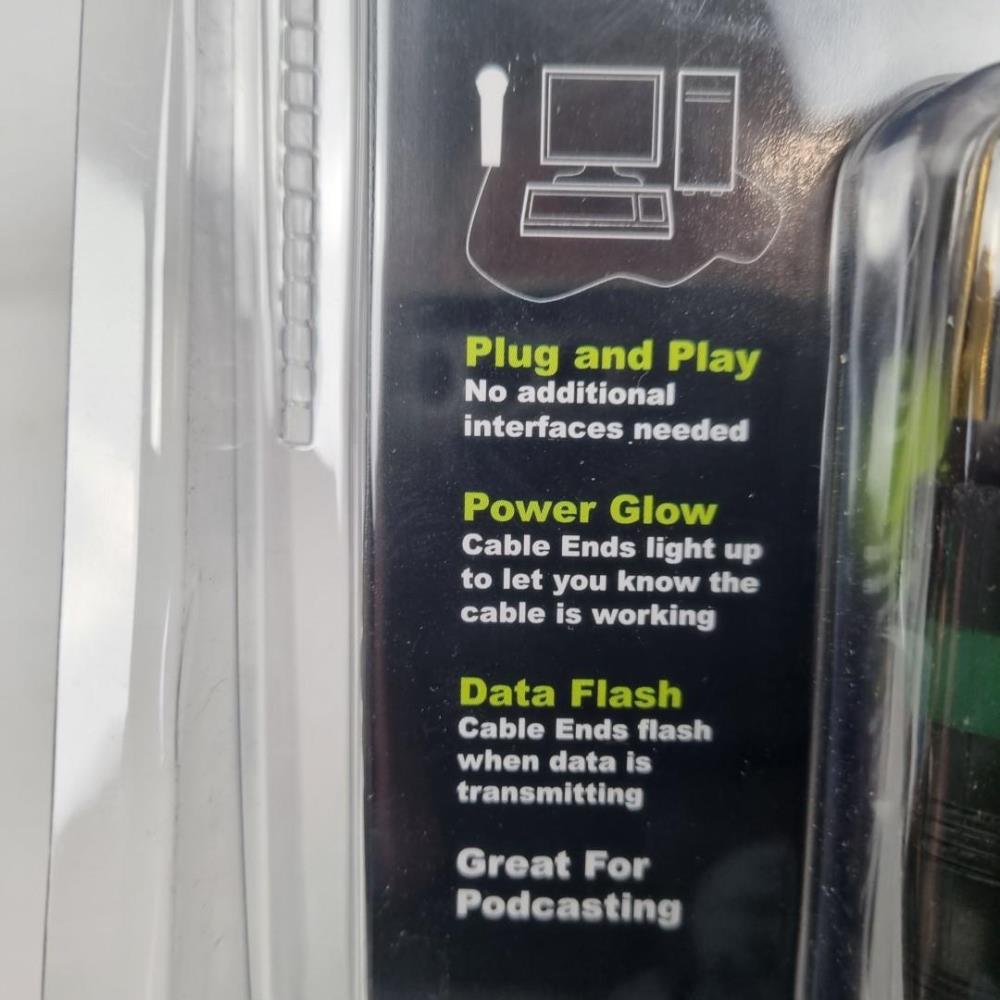 Plug and Play
No additional
interfaces needed
Power Glow
Cable Ends light up
to let you know the
cable is working
Data Flash
Cable Ends flash
when data is
transmitting
Great For
Podcasting